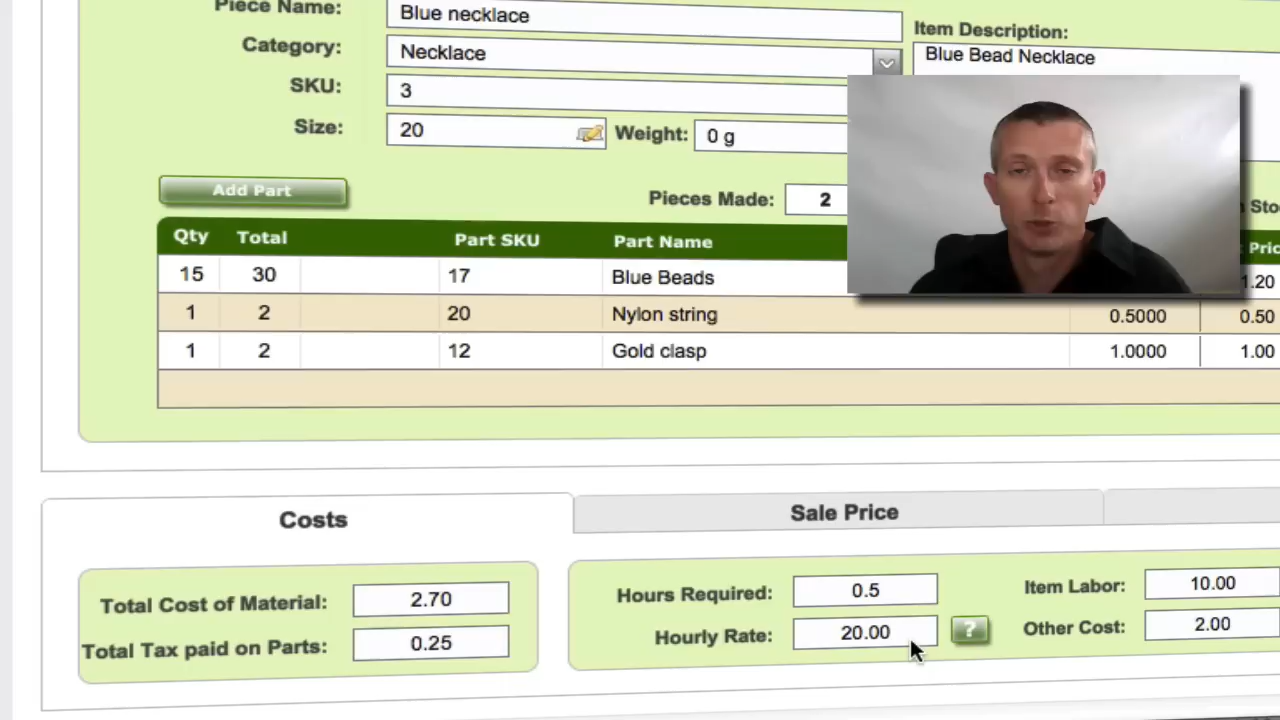 Piece Name: Blue necklace
Item Description:
Category: Necklace
Blue Bead Necklace
SKU: 3
Size: 20 Weight: 0 g
Add Part
Pieces Made: 2
Qty Total Part SKU Part Name
15 30 17 Blue Beads 1.20
1 2 20 Nylon string 0.5000 0.50
1 2 12 Gold clasp 1.0000 1.00
Costs Sale Price
Total Cost of Material: 2.70
Hours Required: 0.5 Item Labor: 10.00
Total Tax paid on Parts: 0.25
Hourly Rate: 20.00 ? Other Cost: 2.00